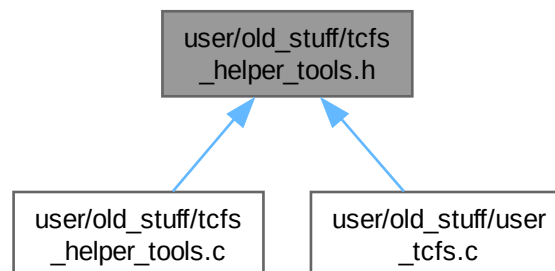 user/old_stuff/tcfs
_helper_tools.h
user/old_stuff/tcfs
_helper_tools.c
user/old_stuff/user
_tcfs.c